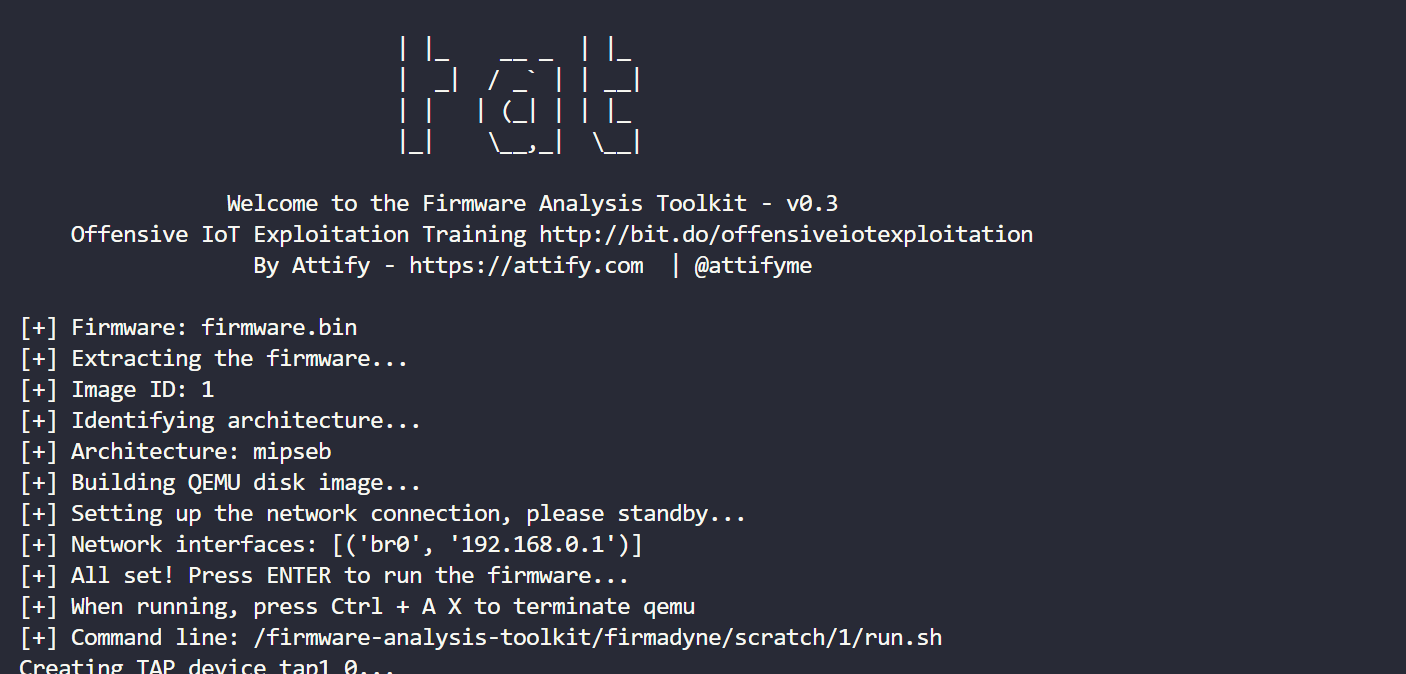 fat
Welcome to the Firmware Analysis Toolkit - v0.3
Offensive IoT Exploitation Training http://bit.do/offensiveiotexploitation
By Attify - https://attify.com | @attifyme
[+] Firmware: firmware.bin
[+] Extracting the firmware...
[+] Image ID: 1
[+] Identifying architecture...
[+] Architecture: mipseb
[+] Building QEMU disk image...
[+] Setting up the network connection, please standby...
[+] Network interfaces: [('br0', '192.168.0.1')]
[+] All set! Press ENTER to run the firmware...
[+] When running, press Ctrl + A X to terminate qemu
[+] Command line: /firmware-analysis-toolkit/firmadyne/scratch/1/run.sh
Creating TAP device tap1_0...